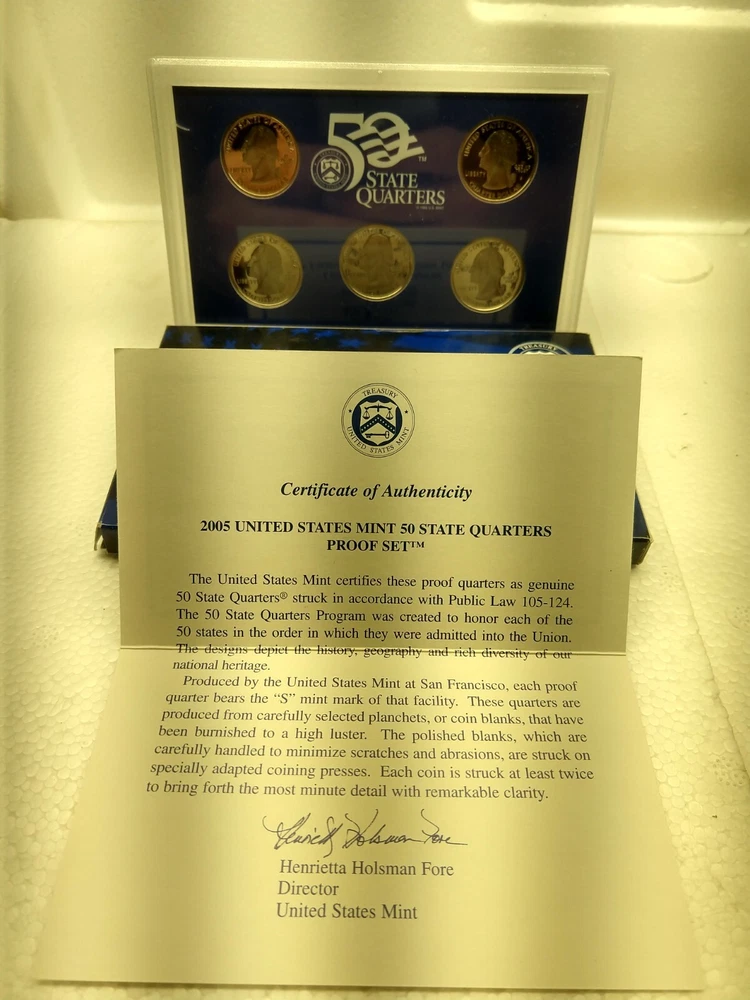 50™
STATE
QUARTERS
TREASURY
TREASURY
UNITED STATES MINT
Certificate of Authenticity
2005 UNITED STATES MINT 50 STATE QUARTERS
PROOF SET™
The United States Mint certifies these proof quarters as genuine
50 State Quarters® struck in accordance with Public Law 105-124.
The 50 State Quarters Program was created to honor each of the
50 states in the order in which they were admitted into the Union.
The designs depict the history, geography and rich diversity of our
national heritage.
Produced by the United States Mint at San Francisco, each proof
quarter bears the “S” mint mark of that facility. These quarters are
produced from carefully selected planchets, or coin blanks, that have
been burnished to a high luster. The polished blanks, which are
carefully handled to minimize scratches and abrasions, are struck on
specially adapted coining presses. Each coin is struck at least twice
to bring forth the most minute detail with remarkable clarity.
Henrietta Holsman Fore
Henrietta Holsman Fore
Director
United States Mint